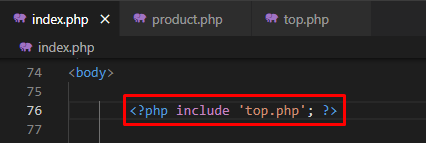 index.php × product.php top.php
index.php
74 <body>
75
76 <?php include 'top.php'; ?>
77